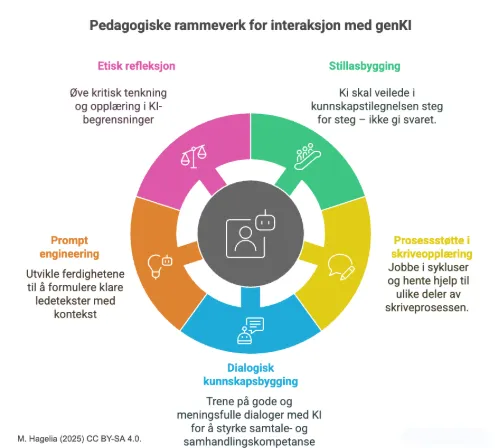 Pedagogiske rammeverk for interaksjon med genKI
Etisk refleksjon
Øve kritisk tenkning
og opplæring i KI-
begrensninger
Stillasbygging
Ki skal veilede i
kunnskapstilegnelsen steg
for steg – ikke gi svaret.
Prompt
engineering
Utvikle ferdighetene
til å formulere klare
ledetekster med
kontekst
Prosessstøtte i
skriveopplæring
Jobbe i sykluser
og hente hjelp til
ulike deler av
skriveprosessen.
Dialogisk
kunnskapsbygging
Trene på gode og
meningsfulle dialoger med KI
for å styrke samtale- og
samhandlingskompetanse
M. Hagelia (2025) CC BY-SA 4.0.